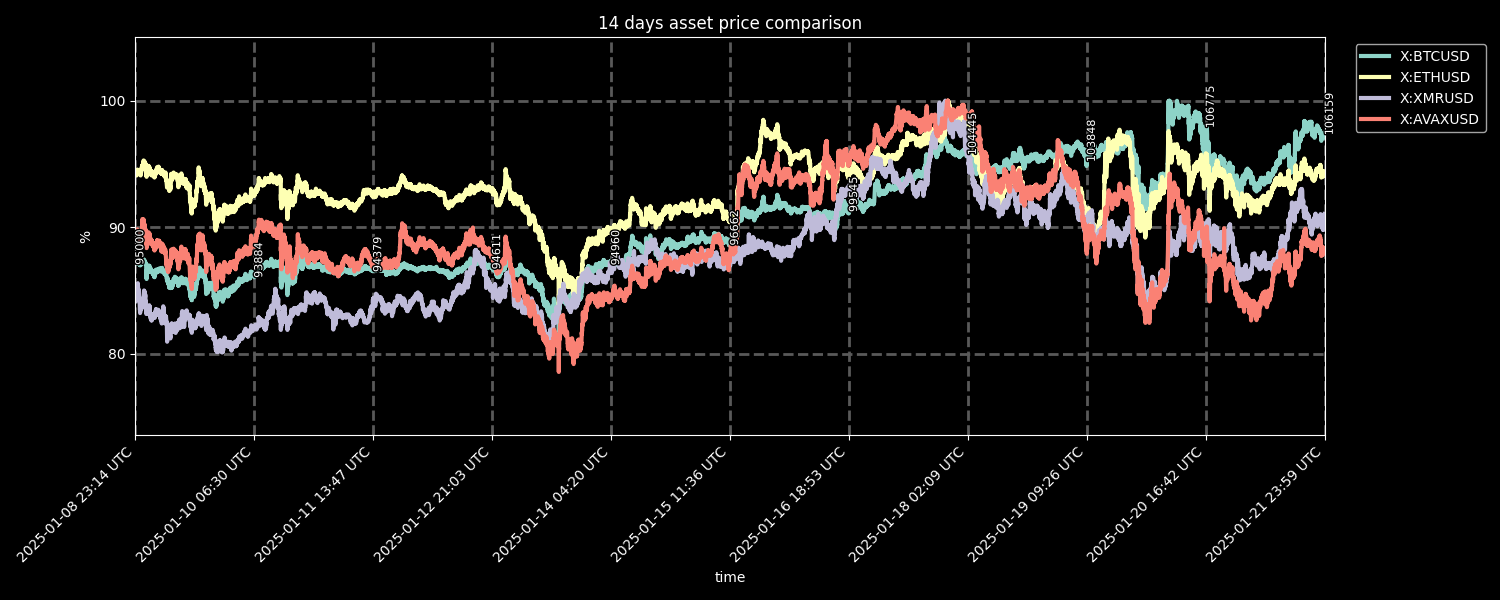 14 days asset price comparison
X:BTCUSD
X:ETHUSD
X:XMRUSD
X:AVAXUSD
100
90
80
%
95000
93884
94379
94611
94960
96662
99545
104445
103848
106775
106159
2025-01-08 23:14 UTC
2025-01-10 06:30 UTC
2025-01-11 13:47 UTC
2025-01-12 21:03 UTC
2025-01-14 04:20 UTC
2025-01-15 11:36 UTC
2025-01-16 18:53 UTC
2025-01-18 02:09 UTC
2025-01-19 09:26 UTC
2025-01-20 16:42 UTC
2025-01-21 23:59 UTC
time